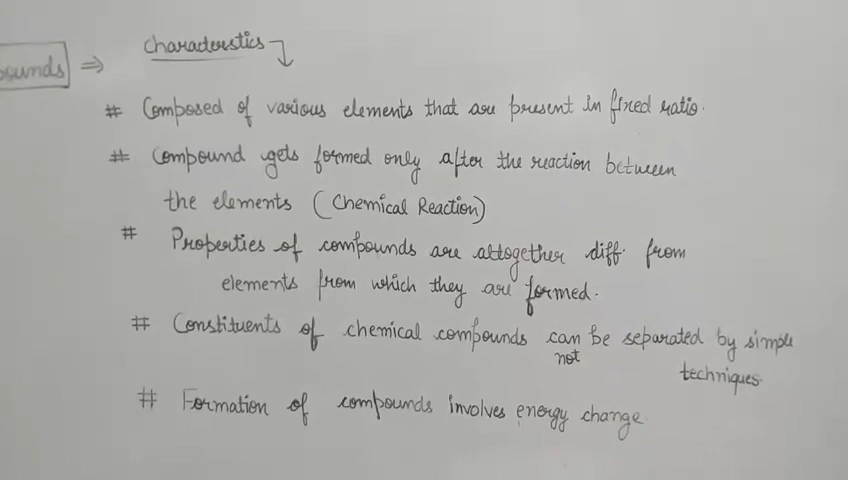 ounds ⇒ Characterstics
# Composed of various elements that are present in fixed ratio.
# Compound gets formed only after the reaction between
the elements (Chemical Reaction)
# Properties of compounds are altogether diff. from
elements from which they are formed.
# Constituents of chemical compounds can be separated by simple
not
techniques.
# Formation of compounds involves energy change.